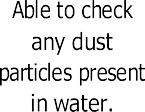 Able to check
any dust
particles present
in water.